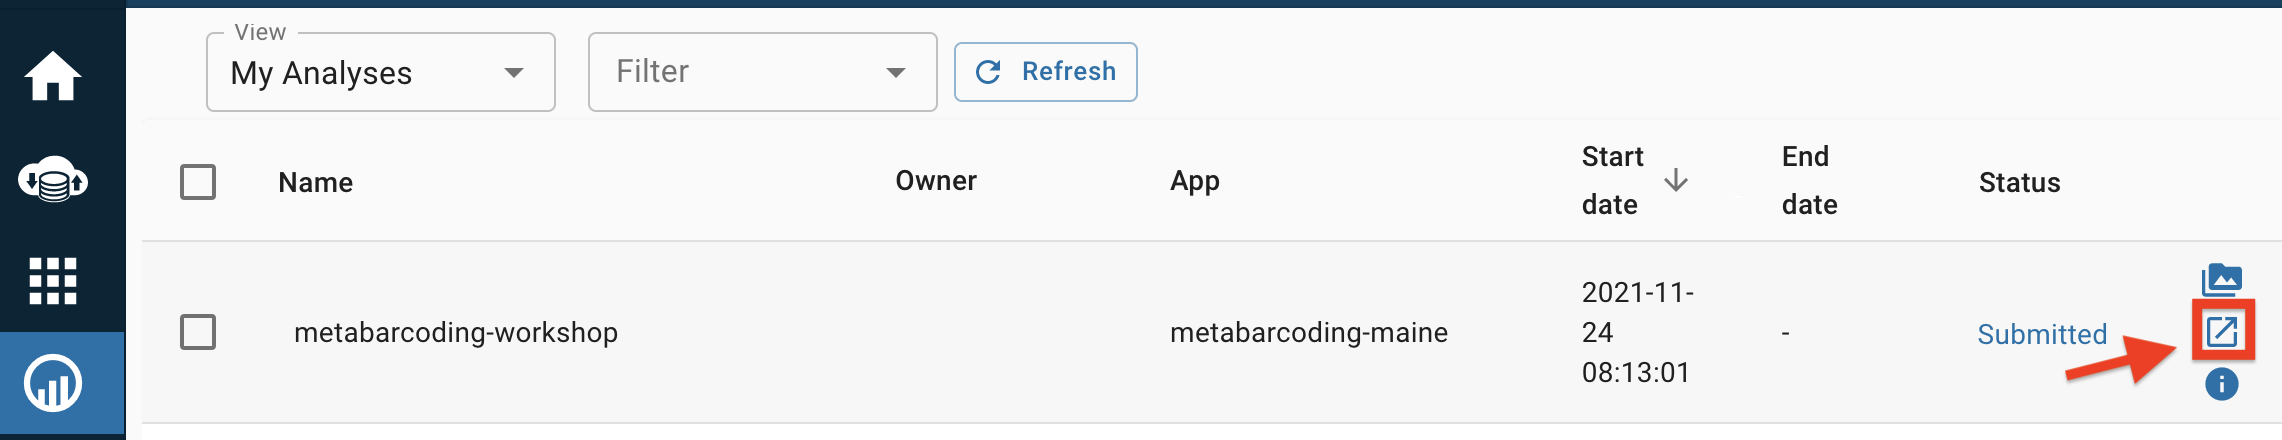 View
My Analyses
Filter
Refresh
Name
Owner
App
Start
date
End
date
Status
metabarcoding-workshop
metabarcoding-maine
2021-11-
24
08:13:01
-
Submitted